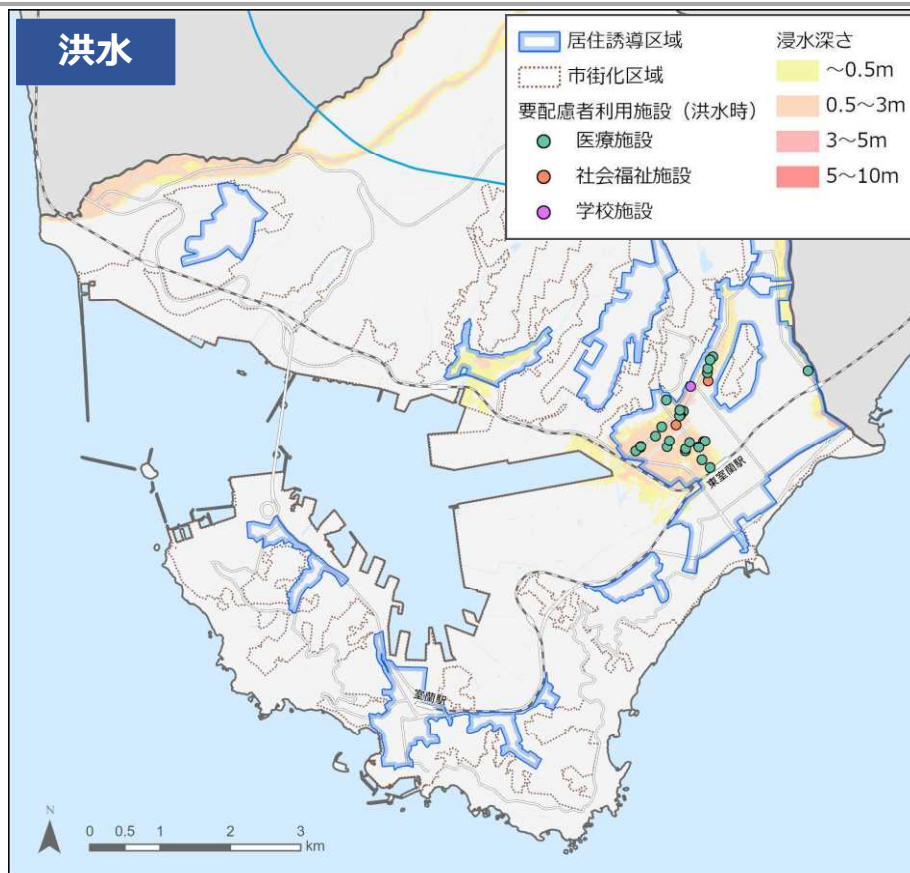 洪水
居住誘導区域
市街化区域
要配慮者利用施設（洪水時）
医療施設
社会福祉施設
学校施設
浸水深さ
～0.5m
0.5～3m
3～5m
5～10m
東室蘭駅
室蘭駅
N
0 0.5 1 2 3
km